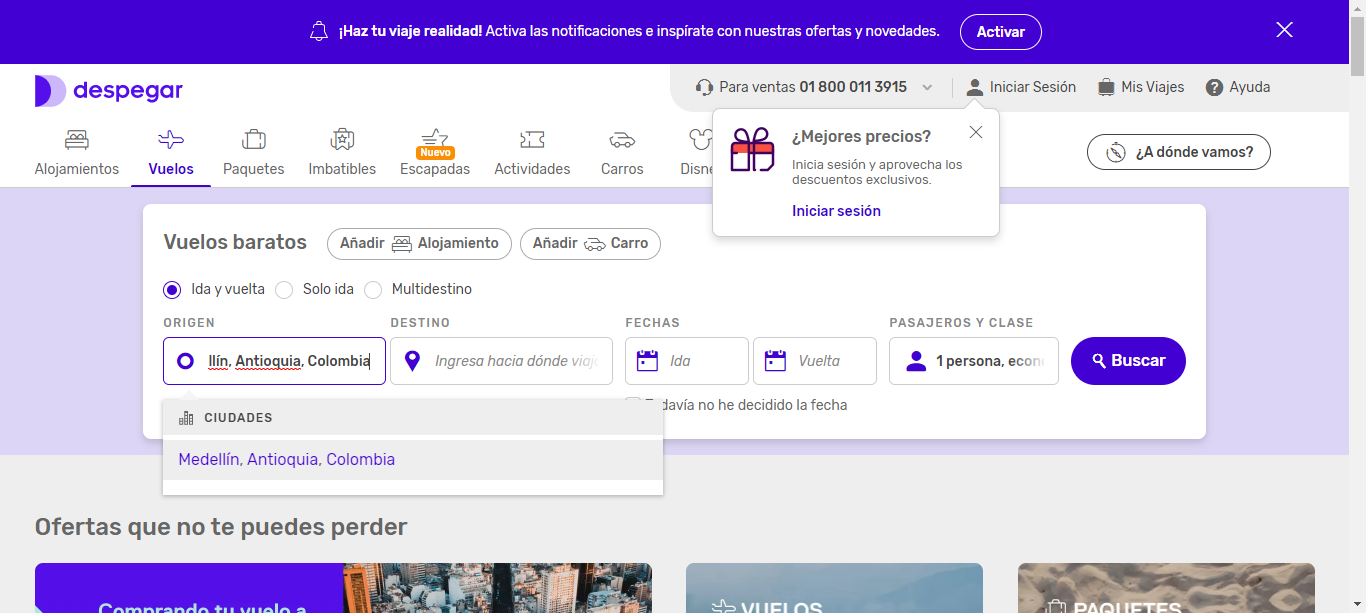 ¡Haz tu viaje realidad! Activa las notificaciones e inspírate con nuestras ofertas y novedades. Activar
despegar
Para ventas 01 800 011 3915 Iniciar Sesión Mis Viajes ? Ayuda
Alojamientos Vuelos Paquetes Imbatibles Nuevo Escapadas Actividades Carros Disne
¿A dónde vamos?
¿Mejores precios?
Inicia sesión y aprovecha los
descuentos exclusivos.
Iniciar sesión
Vuelos baratos Añadir Alojamiento Añadir Carro
Ida y vuelta Solo ida Multidestino
ORIGEN DESTINO FECHAS PASAJEROS Y CLASE
llín, Antioquia, Colombia Ingresa hacia dónde viaj Ida Vuelta 1 persona, econ Buscar
davía no he decidido la fecha
CIUDADES
Medellín, Antioquia, Colombia
Ofertas que no te puedes perder
Comprando tu vuelo a
VUELOS
PAQUETES